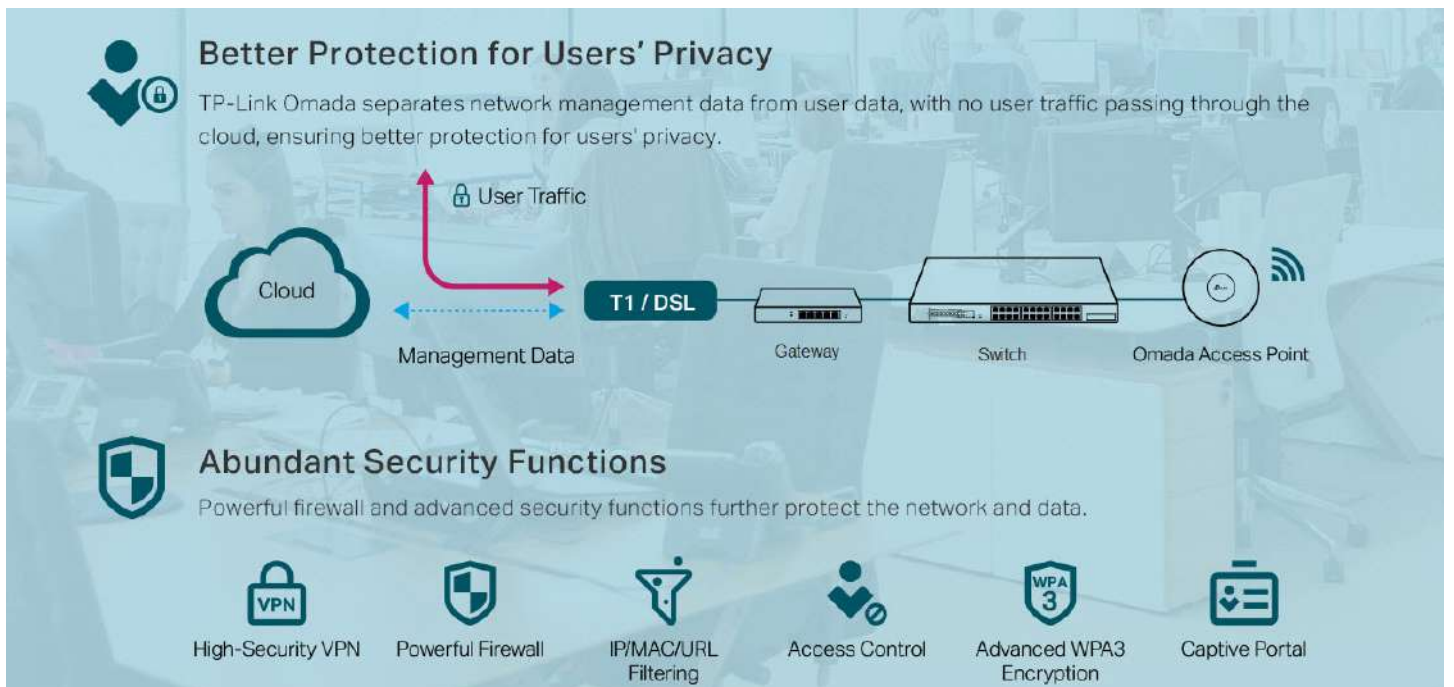 Better Protection for Users' Privacy
TP-Link Omada separates network management data from user data, with no user traffic passing through the
cloud, ensuring better protection for users' privacy.
User Traffic
Cloud
T1 / DSL
Management Data
Gateway
Switch
Omada Access Point
Abundant Security Functions
Powerful firewall and advanced security functions further protect the network and data.
VPN
WPA
3
High-Security VPN
Powerful Firewall
IP/MAC/URL
Filtering
Access Control
Advanced WPA3
Encryption
Captive Portal